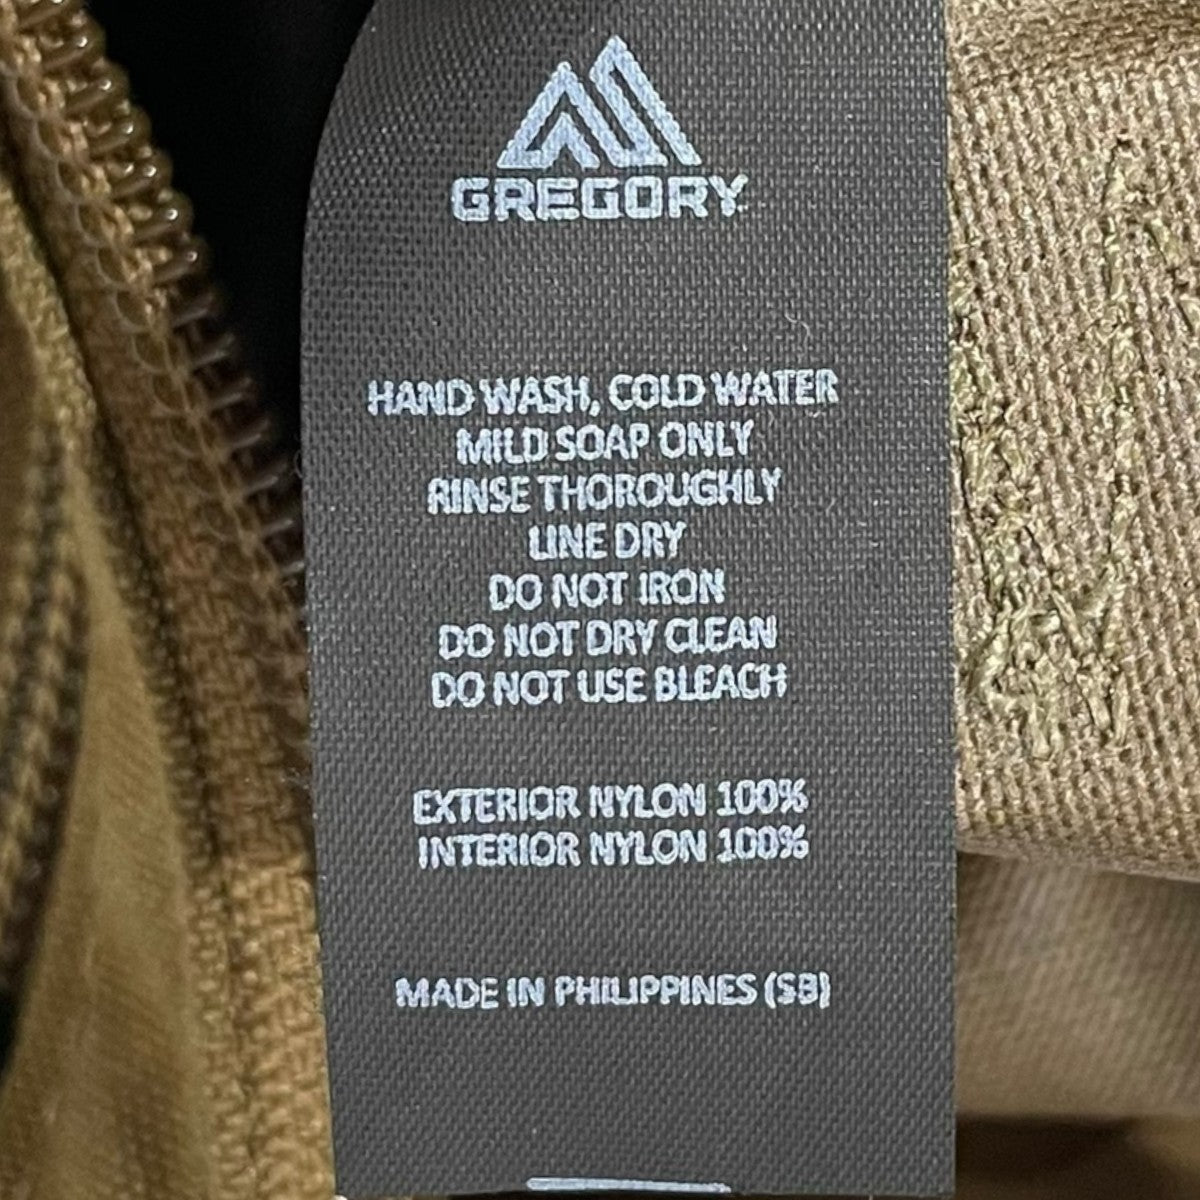 GREGORY
HAND WASH, COLD WATER
MILD SOAP ONLY
RINSE THOROUGHLY
LINE DRY
DO NOT IRON
DO NOT DRY CLEAN
DO NOT USE BLEACH
EXTERIOR NYLON 100%
INTERIOR NYLON 100%
MADE IN PHILIPPINES (SB)